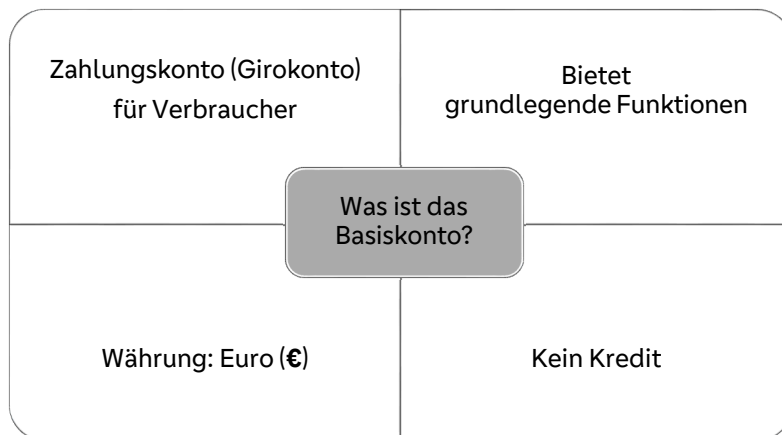 Zahlungskonto (Girokonto)
für Verbraucher
Bietet
grundlegende Funktionen
Was ist das
Basiskonto?
Währung: Euro (€)
Kein Kredit